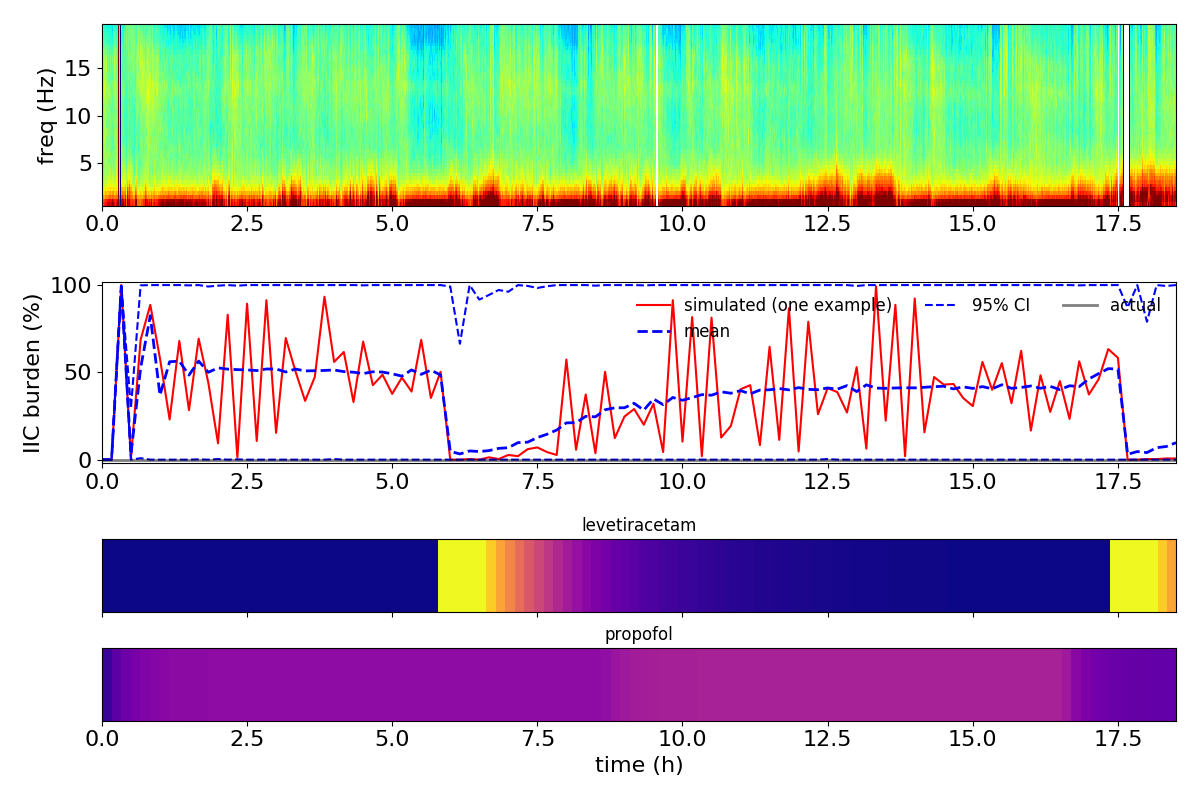 freq (Hz)
15
10
5
0.0 2.5 5.0 7.5 10.0 12.5 15.0 17.5
IIC burden (%)
100
50
0
simulated (one example) 95% CI actual
mean
0.0 2.5 5.0 7.5 10.0 12.5 15.0 17.5
levetiracetam
propofol
0.0 2.5 5.0 7.5 10.0 12.5 15.0 17.5
time (h)